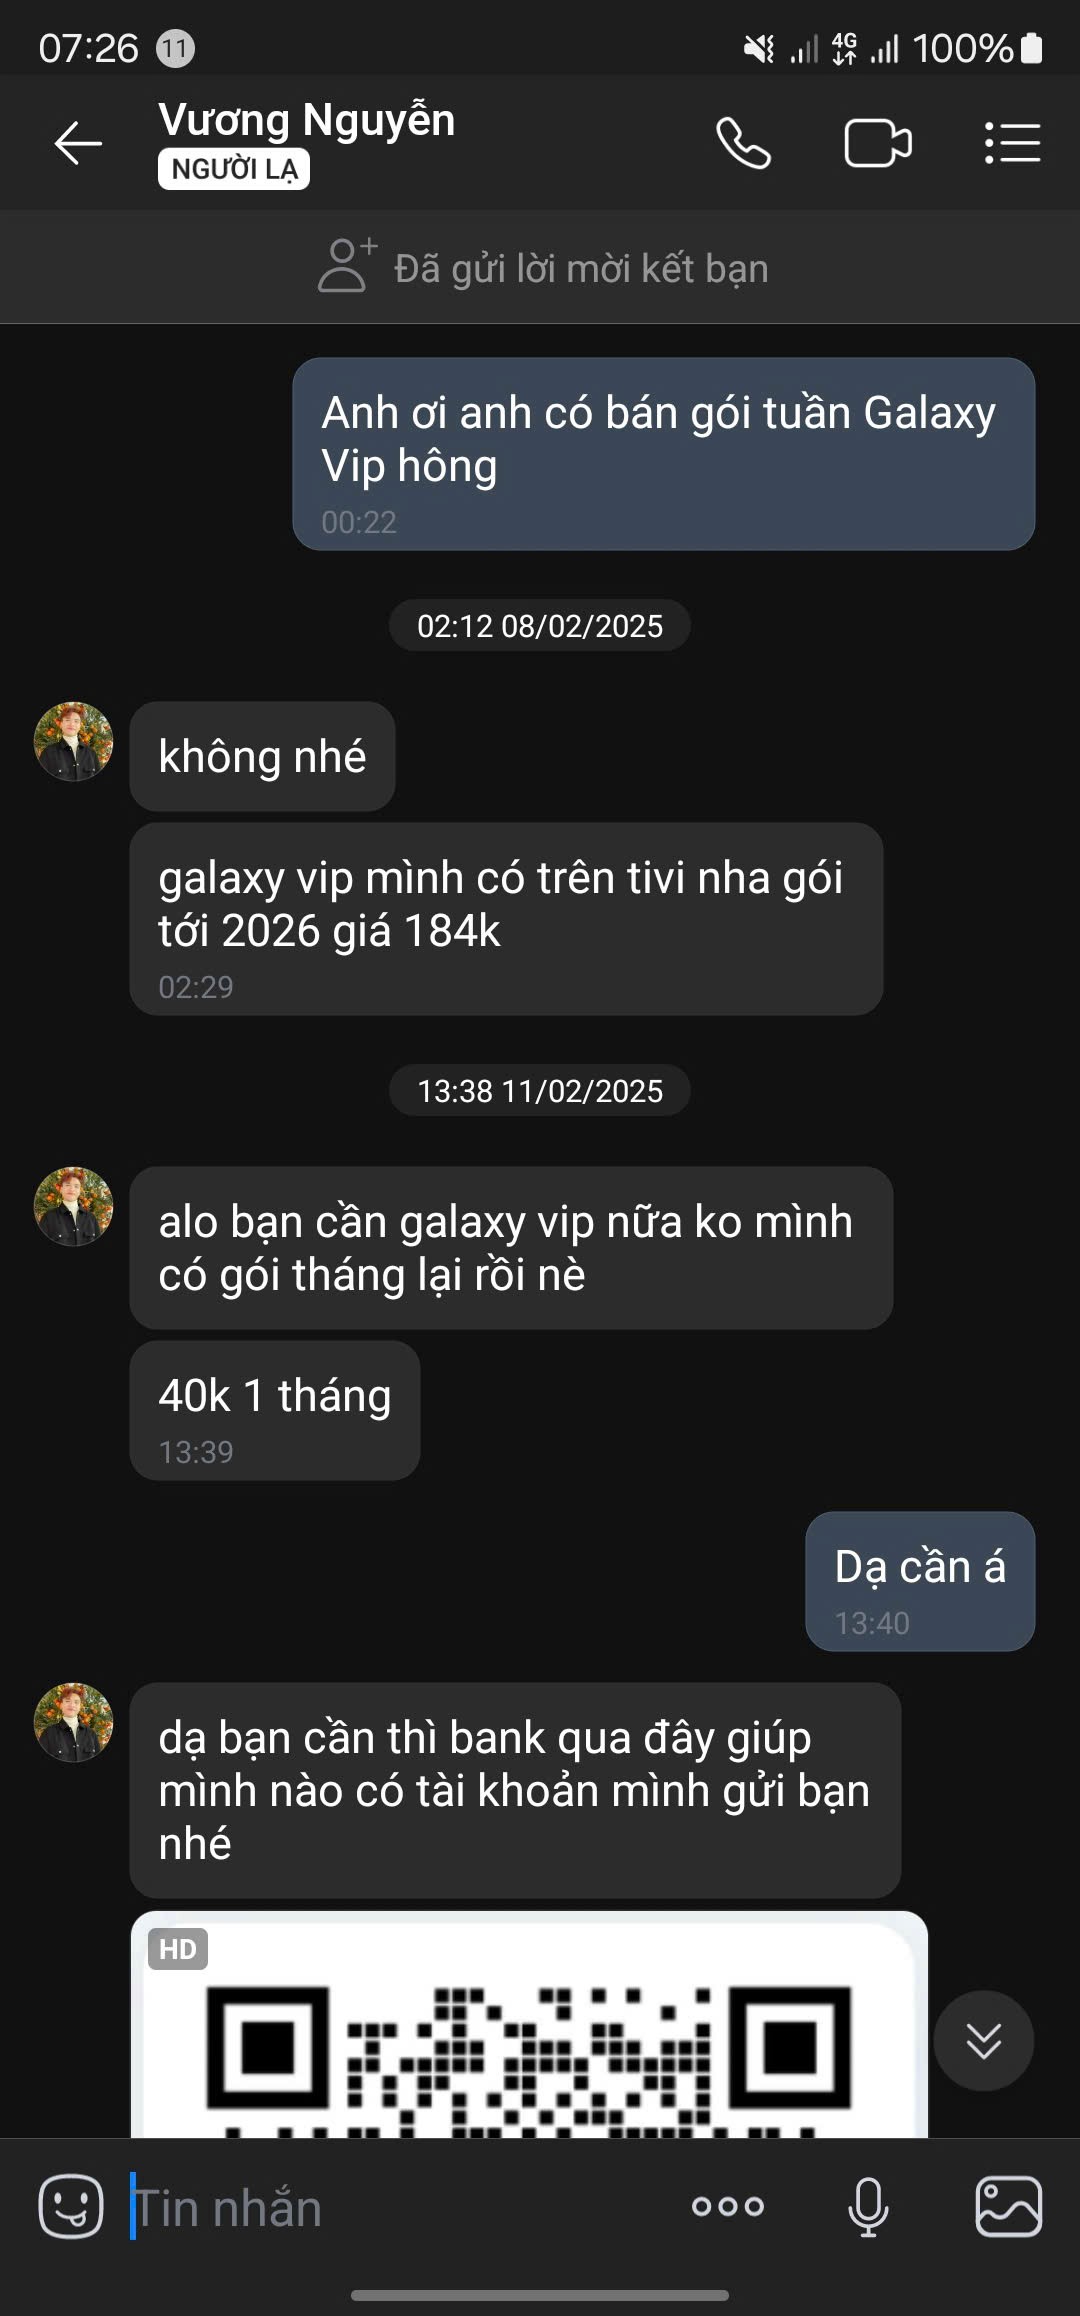 07:26 11 4G 100%
Vương Nguyễn
NGƯỜI LẠ
Đã gửi lời mời kết bạn
Anh ơi anh có bán gói tuần Galaxy
Vip hông
00:22
02:12 08/02/2025
không nhé
galaxy vip mình có trên tivi nha gói
tới 2026 giá 184k
02:29
13:38 11/02/2025
alo bạn cần galaxy vip nữa ko mình
có gói tháng lại rồi nè
40k 1 tháng
13:39
Dạ cần á
13:40
dạ bạn cần thì bank qua đây giúp
mình nào có tài khoản mình gửi bạn
nhé
HD
Tin nhắn